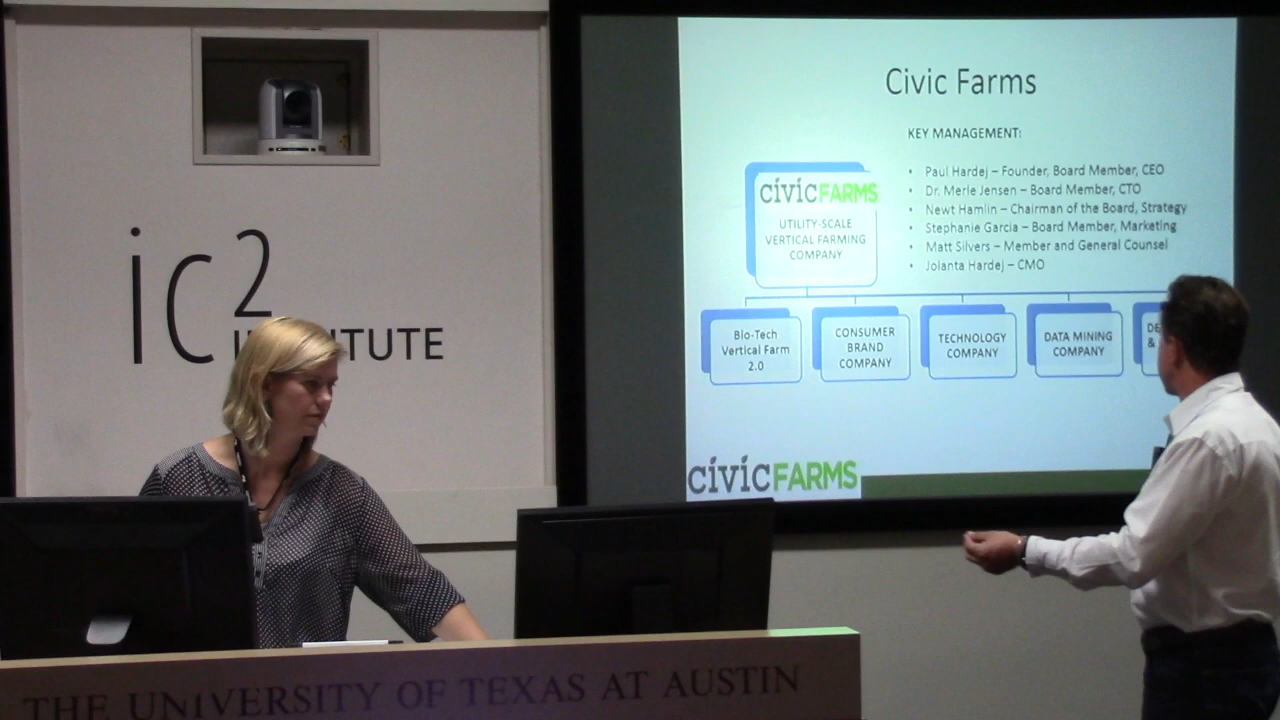 ic2
INSTITUTE
Civic Farms
KEY MANAGEMENT:
• Paul Hardej – Founder, Board Member, CEO
• Dr. Merle Jensen – Board Member, CTO
• Newt Hamlin – Chairman of the Board, Strategy
• Stephanie Garcia – Board Member, Marketing
• Matt Silvers – Member and General Counsel
• Jolanta Hardej – CMO
civicFARMS
UTILITY-SCALE
VERTICAL FARMING
COMPANY
Bio-Tech
Vertical Farm
2.0
CONSUMER
BRAND
COMPANY
TECHNOLOGY
COMPANY
DATA MINING
COMPANY
DE
&
civicFARMS
THE UNIVERSITY OF TEXAS AT AUSTIN